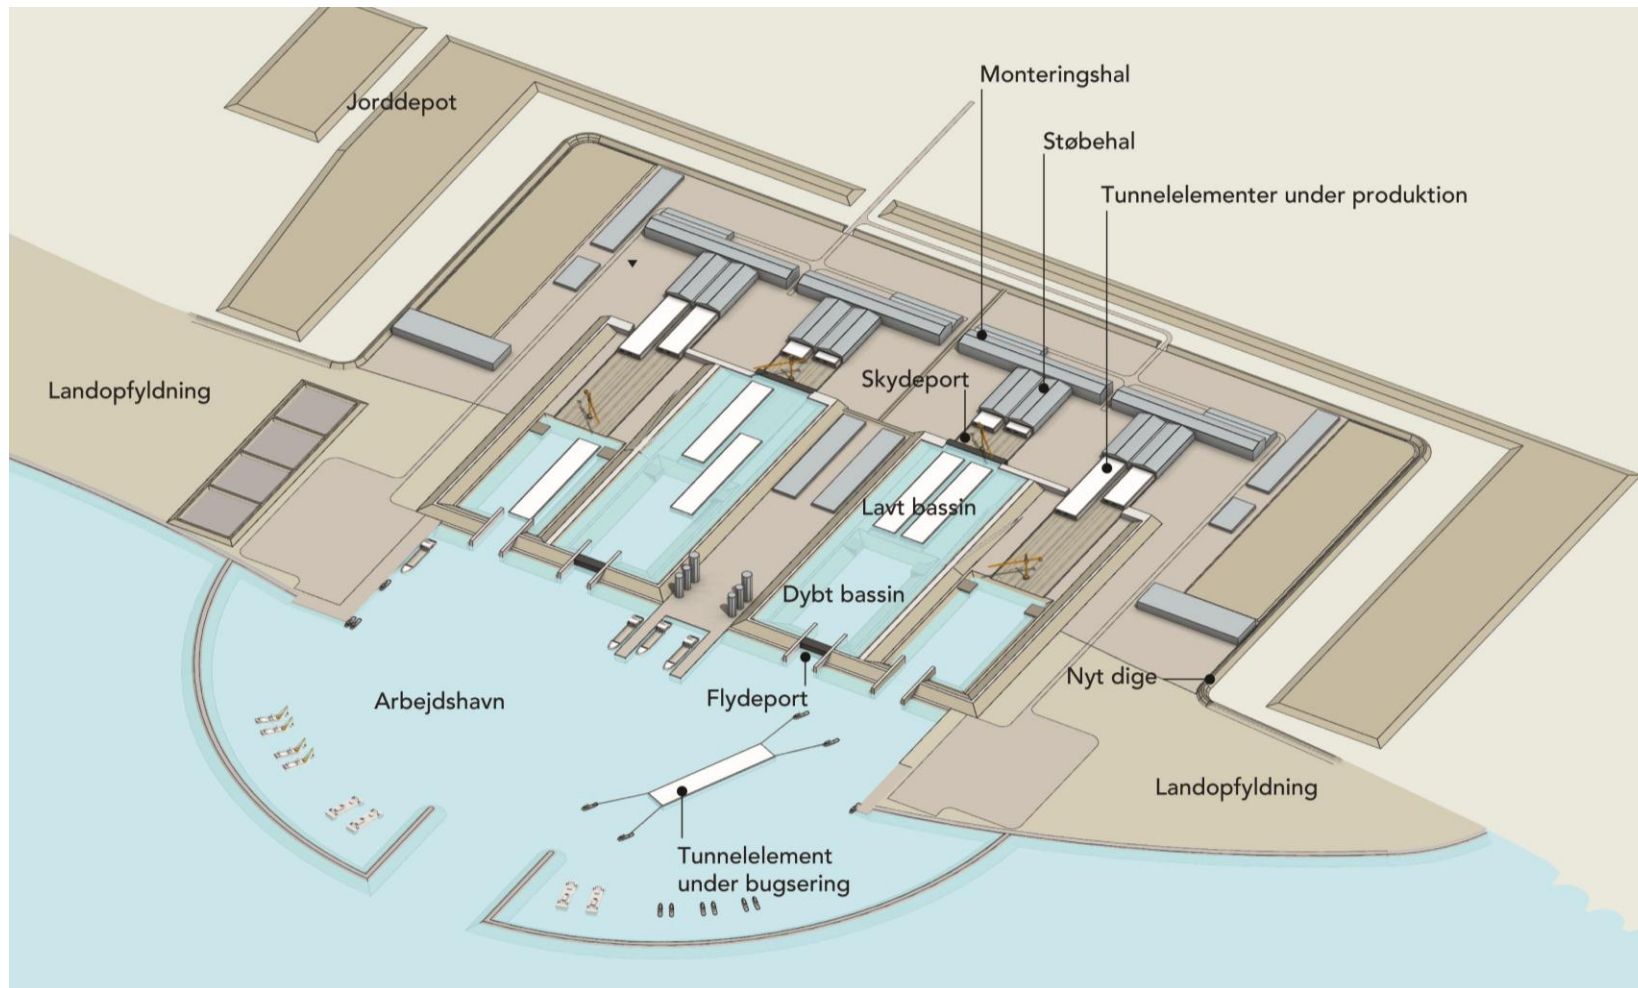 Monteringshal
Jorddepot
Støbehal
Tunnelelementer under produktion
Skydeport
Landopfyldning
Lavt bassin
Dybt bassin
Nyt dige
Arbejdshavn
Flydeport
Landopfyldning
Tunnelelement
under bugsering